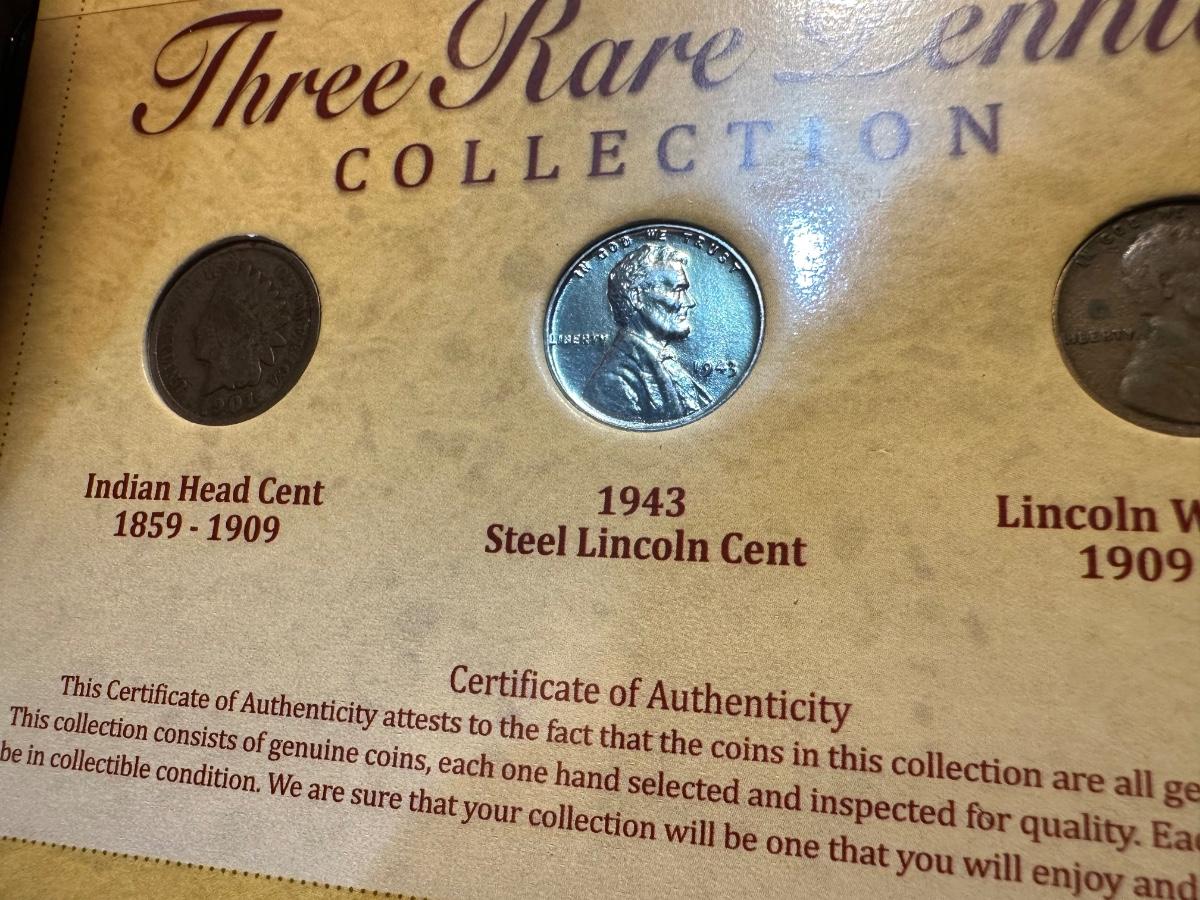 Three Rare
COLLECTION
IN GOD WE TRUST
LIBERTY
1943
LIBERTY
Indian Head Cent
1859 - 1909
1943
Steel Lincoln Cent
Lincoln W
1909
Certificate of Authenticity
This Certificate of Authenticity attests to the fact that the coins in this collection are all ge
This collection consists of genuine coins, each one hand selected and inspected for quality. Eac
be in collectible condition. We are sure that your collection will be one that you will enjoy and